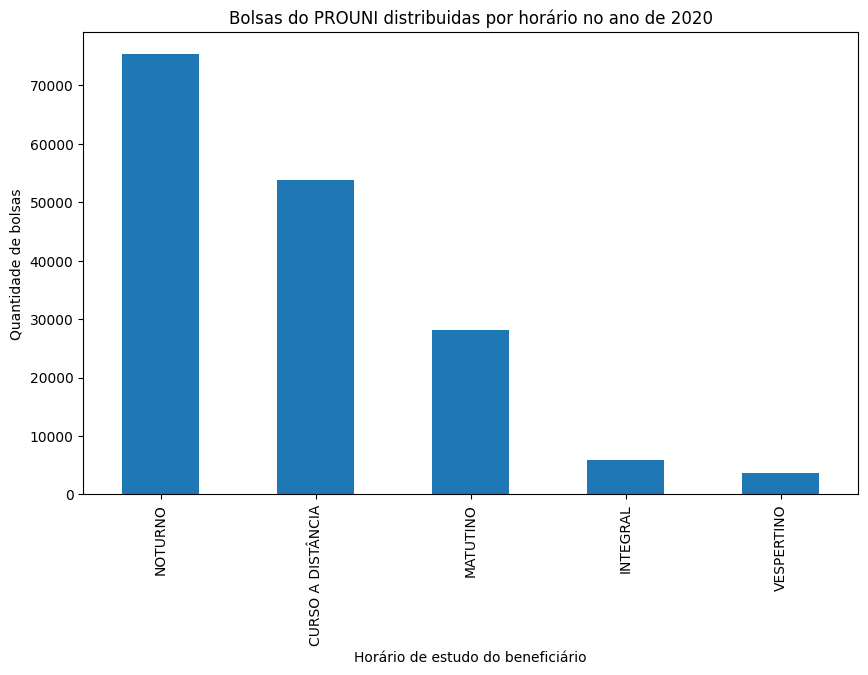 Bolsas do PROUNI distribuidas por horário no ano de 2020
Quantidade de bolsas
70000
60000
50000
40000
30000
20000
10000
0
NOTURNO
CURSO A DISTÂNCIA
MATUTINO
INTEGRAL
VESPERTINO
Horário de estudo do beneficiário